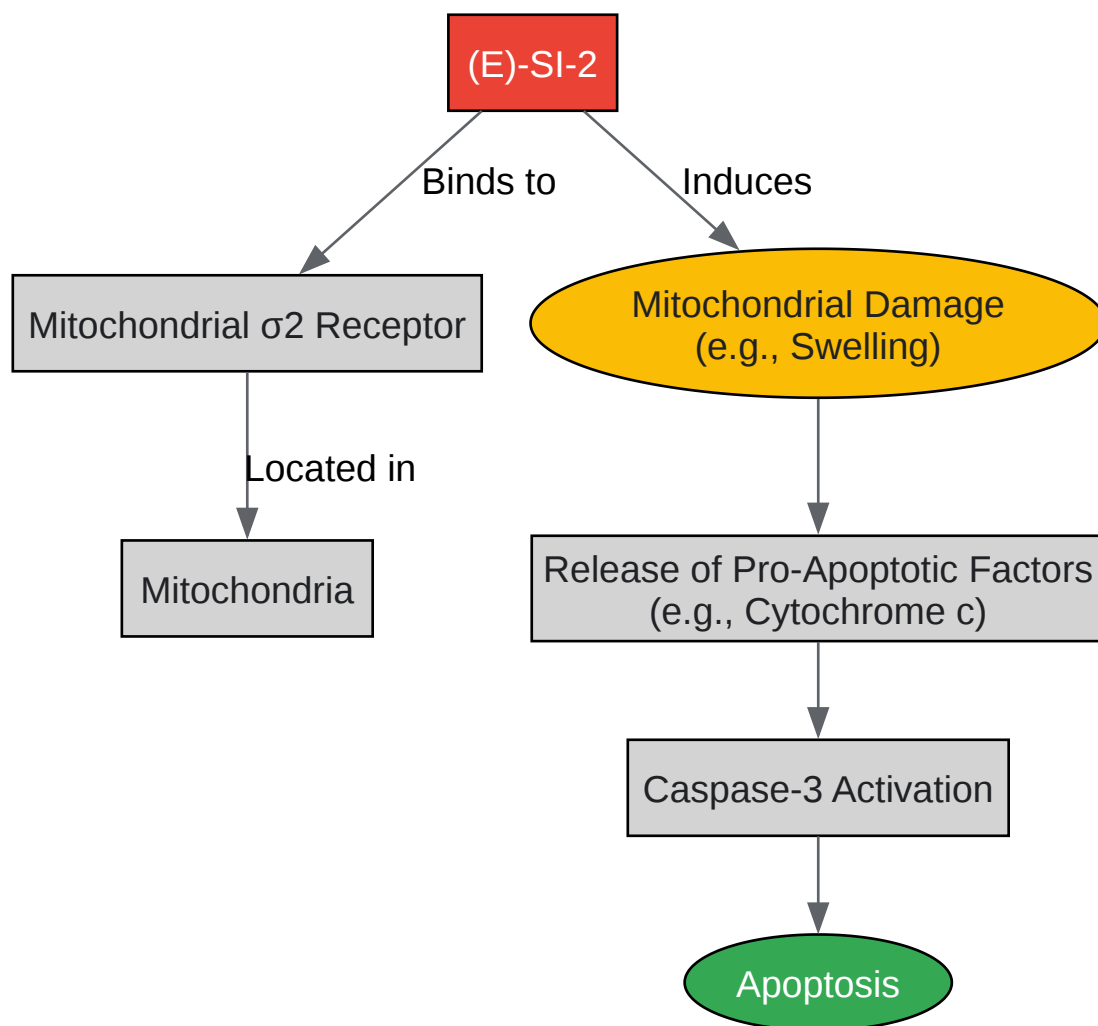 (E)-SI-2
Binds to
Induces
Mitochondrial σ2 Receptor
Mitochondrial Damage
(e.g., Swelling)
Located in
Mitochondria
Release of Pro-Apoptotic Factors
(e.g., Cytochrome c)
Caspase-3 Activation
Apoptosis